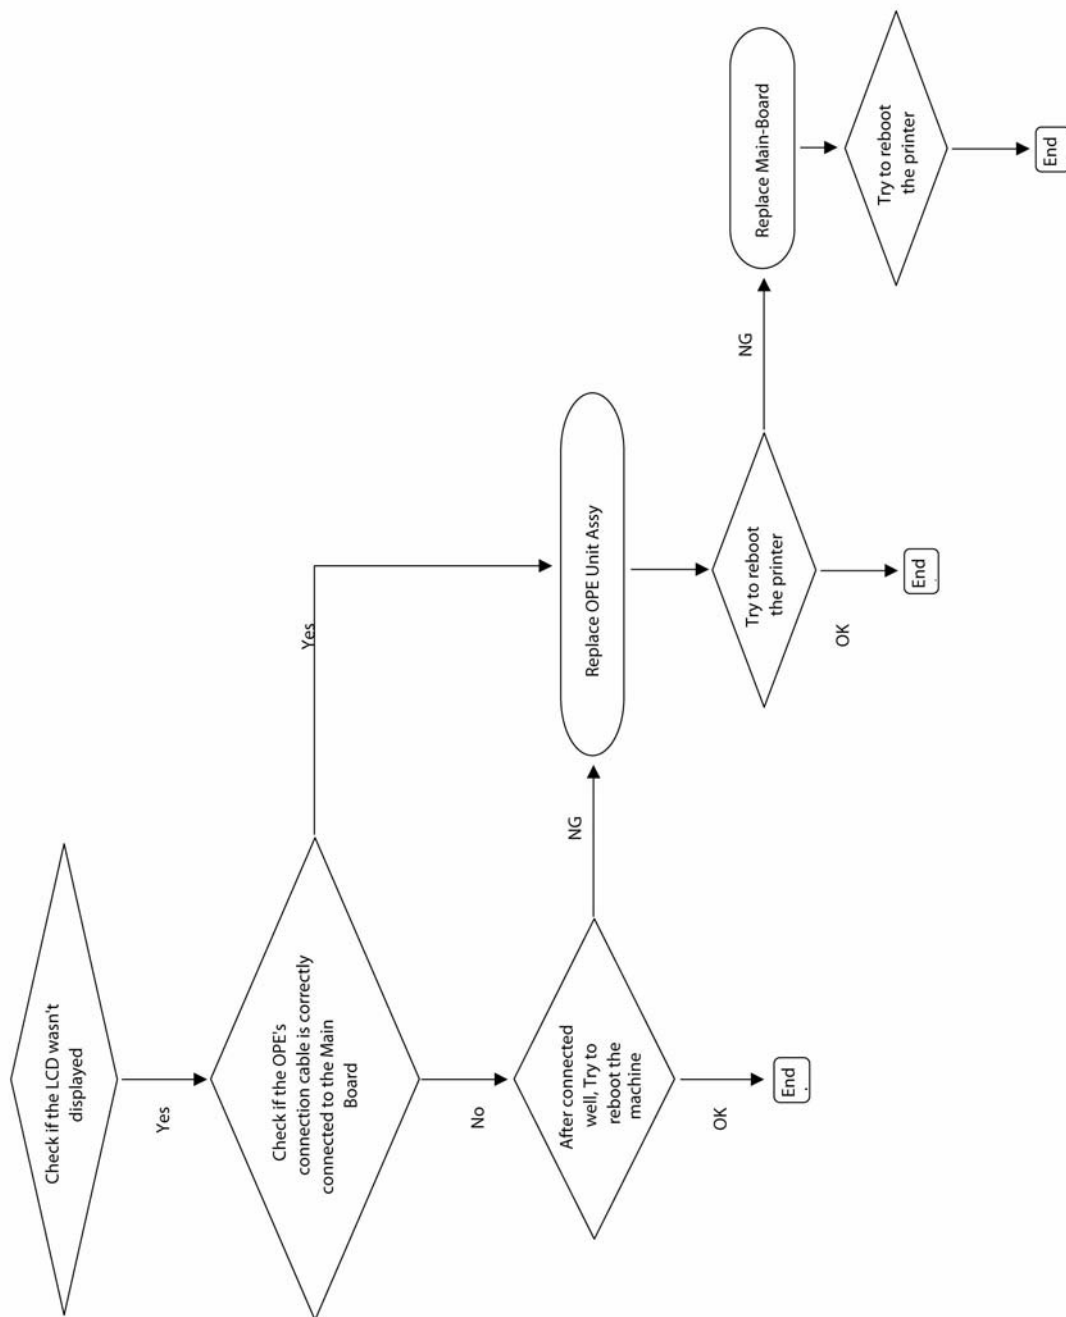 Check if the LCD wasn't
displayed
Yes
Check if the OPE's
connection cable is correctly
connected to the Main
Board
Yes
No
After connected
well, Try to
reboot the
machine
NG
OK
End
Replace OPE Unit Assy
Try to reboot
the printer
NG
OK
End
Replace Main-Board
Try to reboot
the printer
End